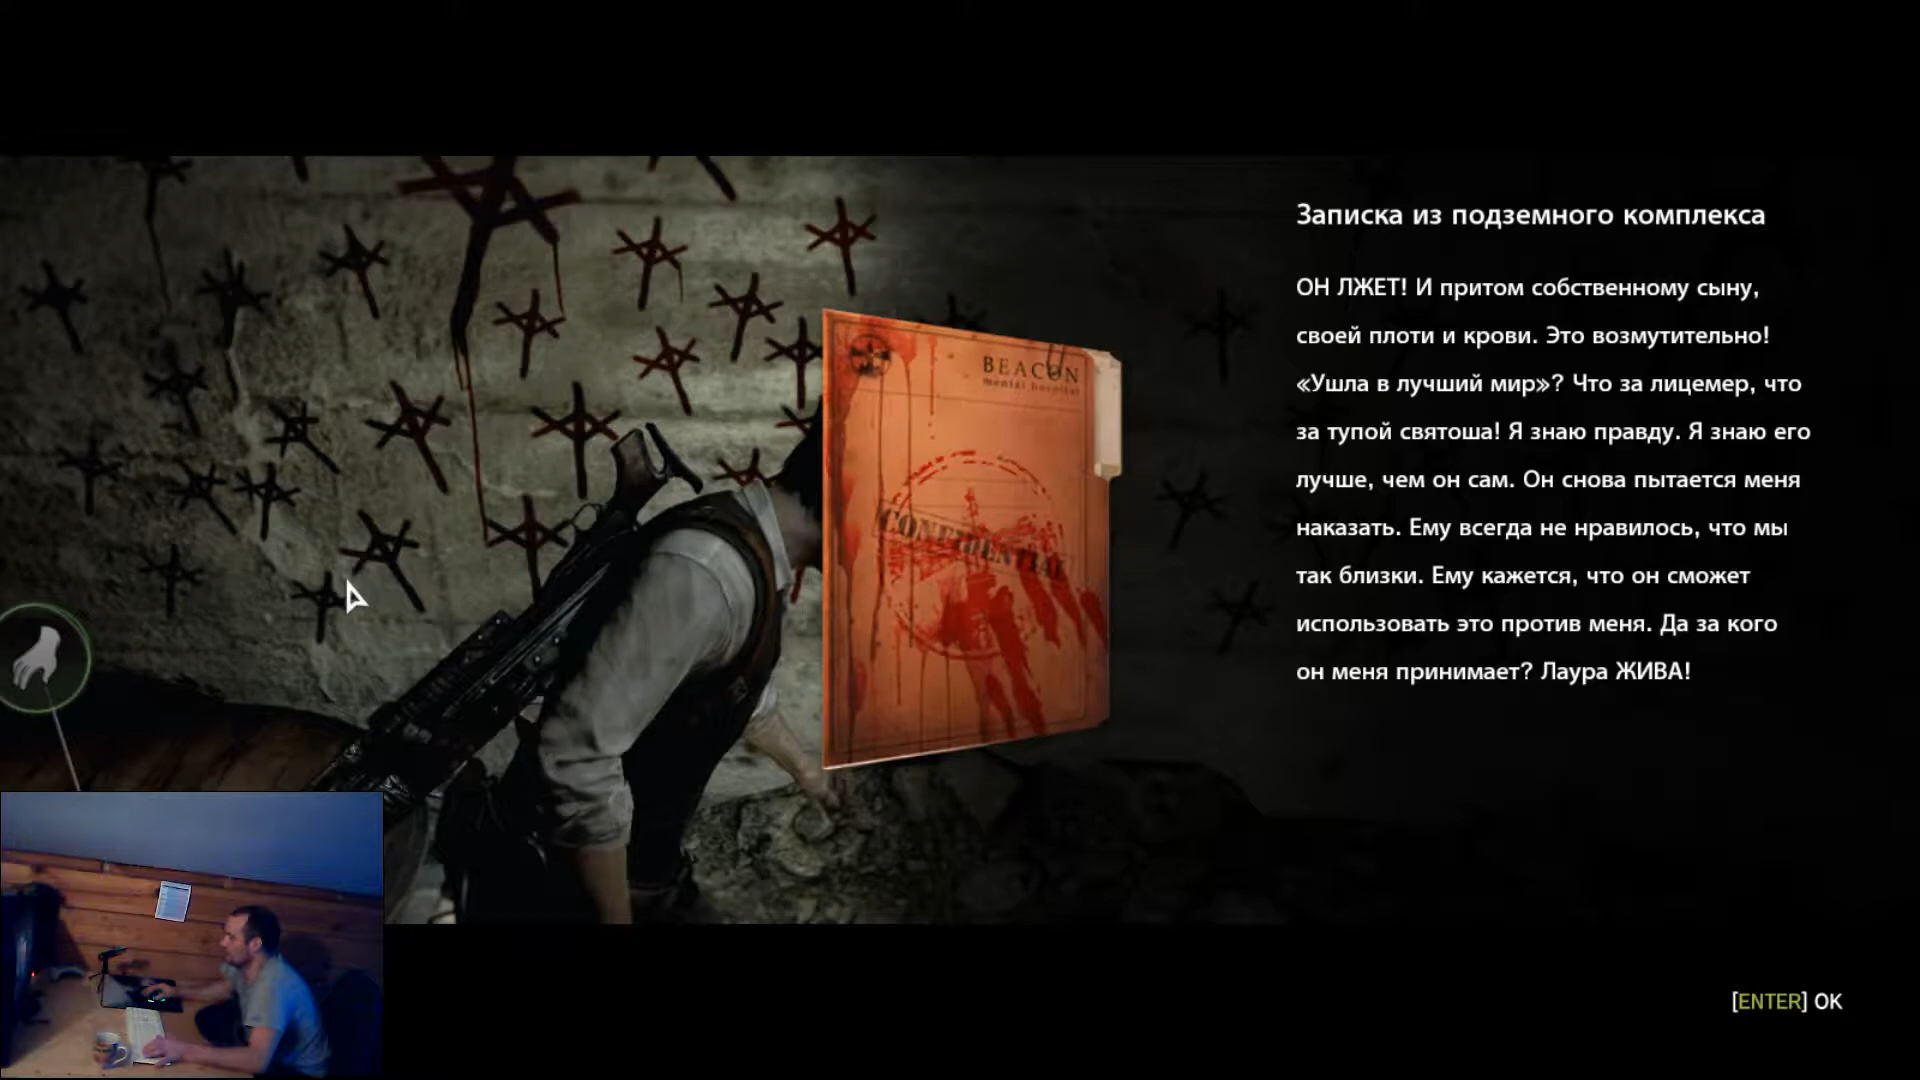 Записка из подземного комплекса
ОН ЛЖЕТ! И притом собственному сыну,
своей плоти и крови. Это возмутительно!
«Ушла в лучший мир»? Что за лицемер, что
за тупой святоша! Я знаю правду. Я знаю его
лучше, чем он сам. Он снова пытается меня
наказать. Ему всегда не нравилось, что мы
так близки. Ему кажется, что он сможет
использовать это против меня. Да за кого
он меня принимает? Лаура ЖИВА!
BEACON
mental hospital
CONFIDENTIAL
[ENTER] OK